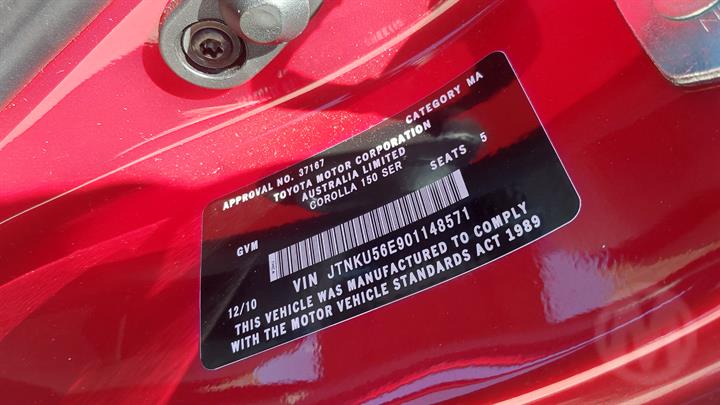 APPROVAL NO. 37167 CATEGORY MA
TOYOTA MOTOR CORPORATION
AUSTRALIA LIMITED
COROLLA 150 SER SEATS 5
GVM
VIN JTNKU56E901148571
12/10
THIS VEHICLE WAS MANUFACTURED TO COMPLY
WITH THE MOTOR VEHICLE STANDARDS ACT 1989